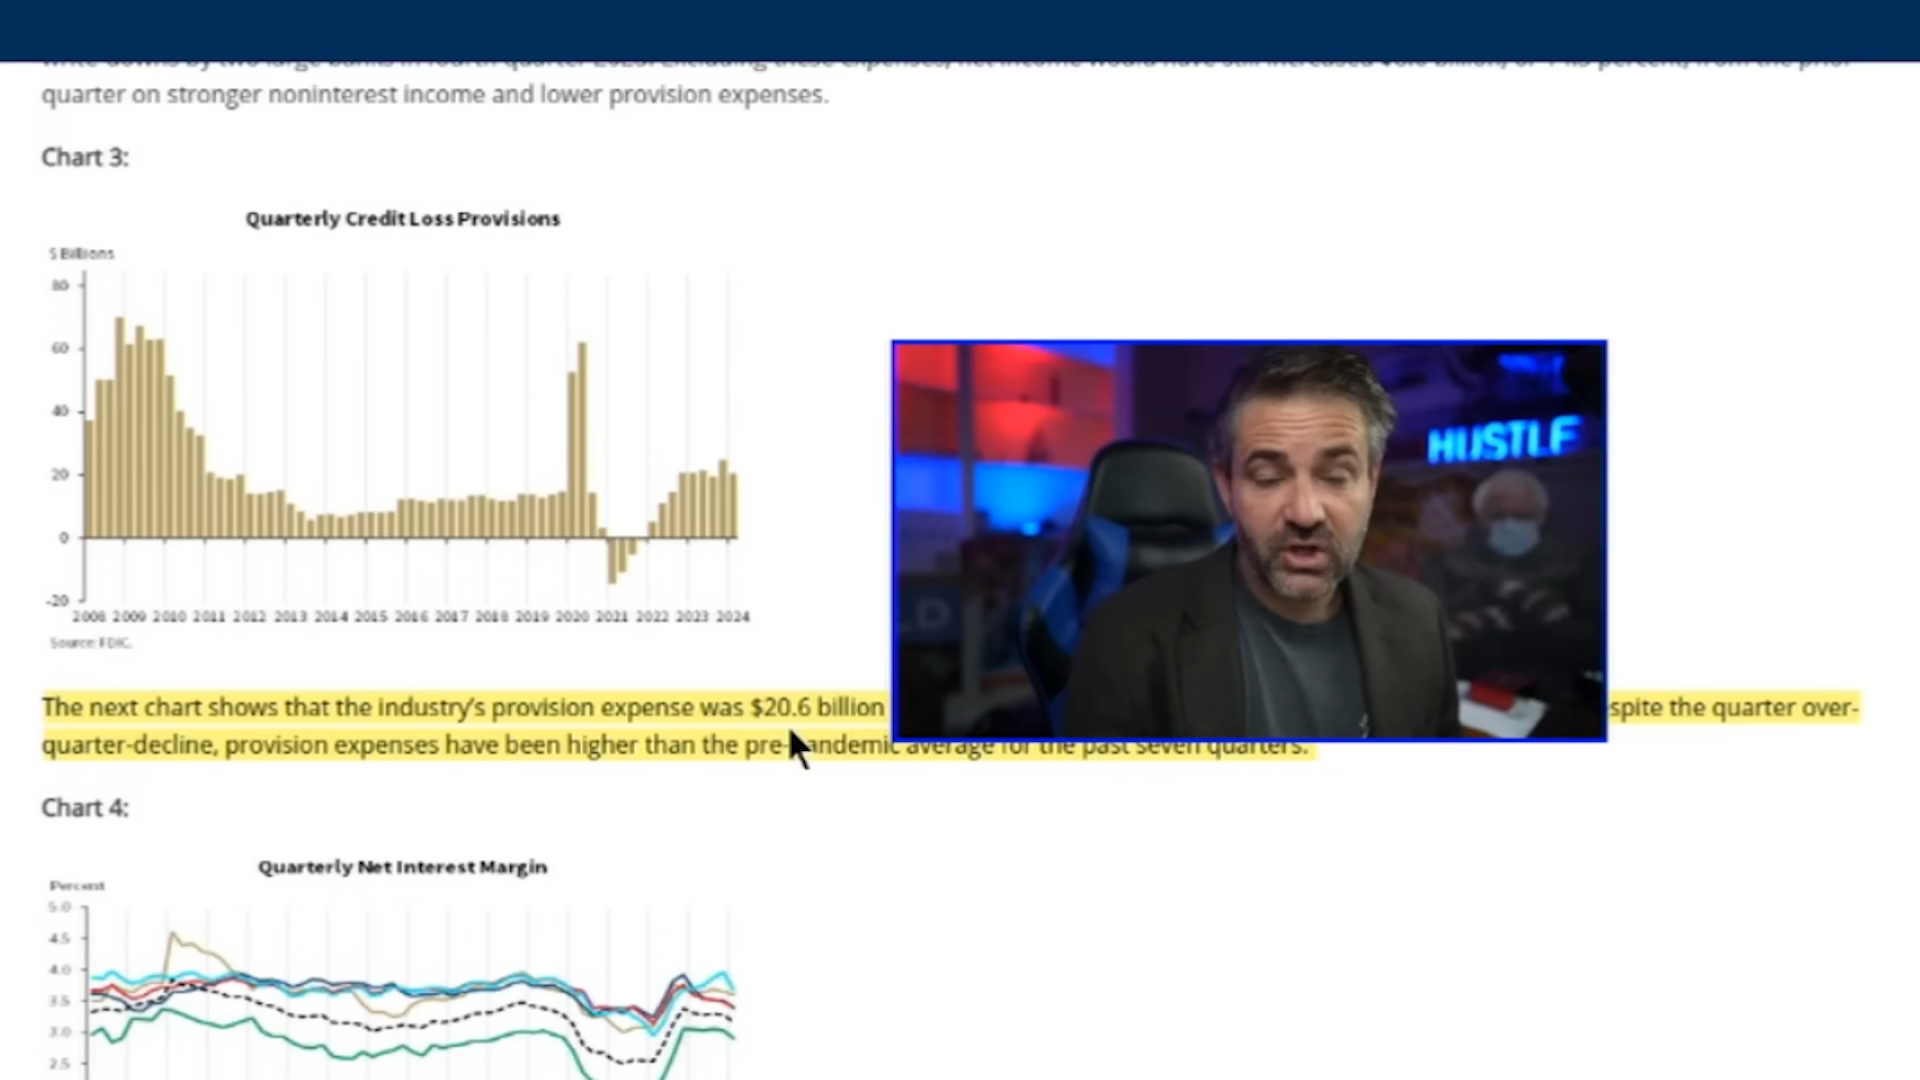 quarter on stronger noninterest income and lower provision expenses.
Chart 3:
Quarterly Credit Loss Provisions
$ Billions
80
60
40
20
0
-20
2008 2009 2010 2011 2012 2013 2014 2015 2016 2017 2018 2019 2020 2021 2022 2023 2024
Source: FDIC.
HUSTLE
LD
The next chart shows that the industry's provision expense was $20.6 billion spite the quarter over-
quarter-decline, provision expenses have been higher than the pre- andemic average for the past seven quarters.
Chart 4:
Quarterly Net Interest Margin
Percent
5.0
4.5
4.0
3.5
3.0
2.5